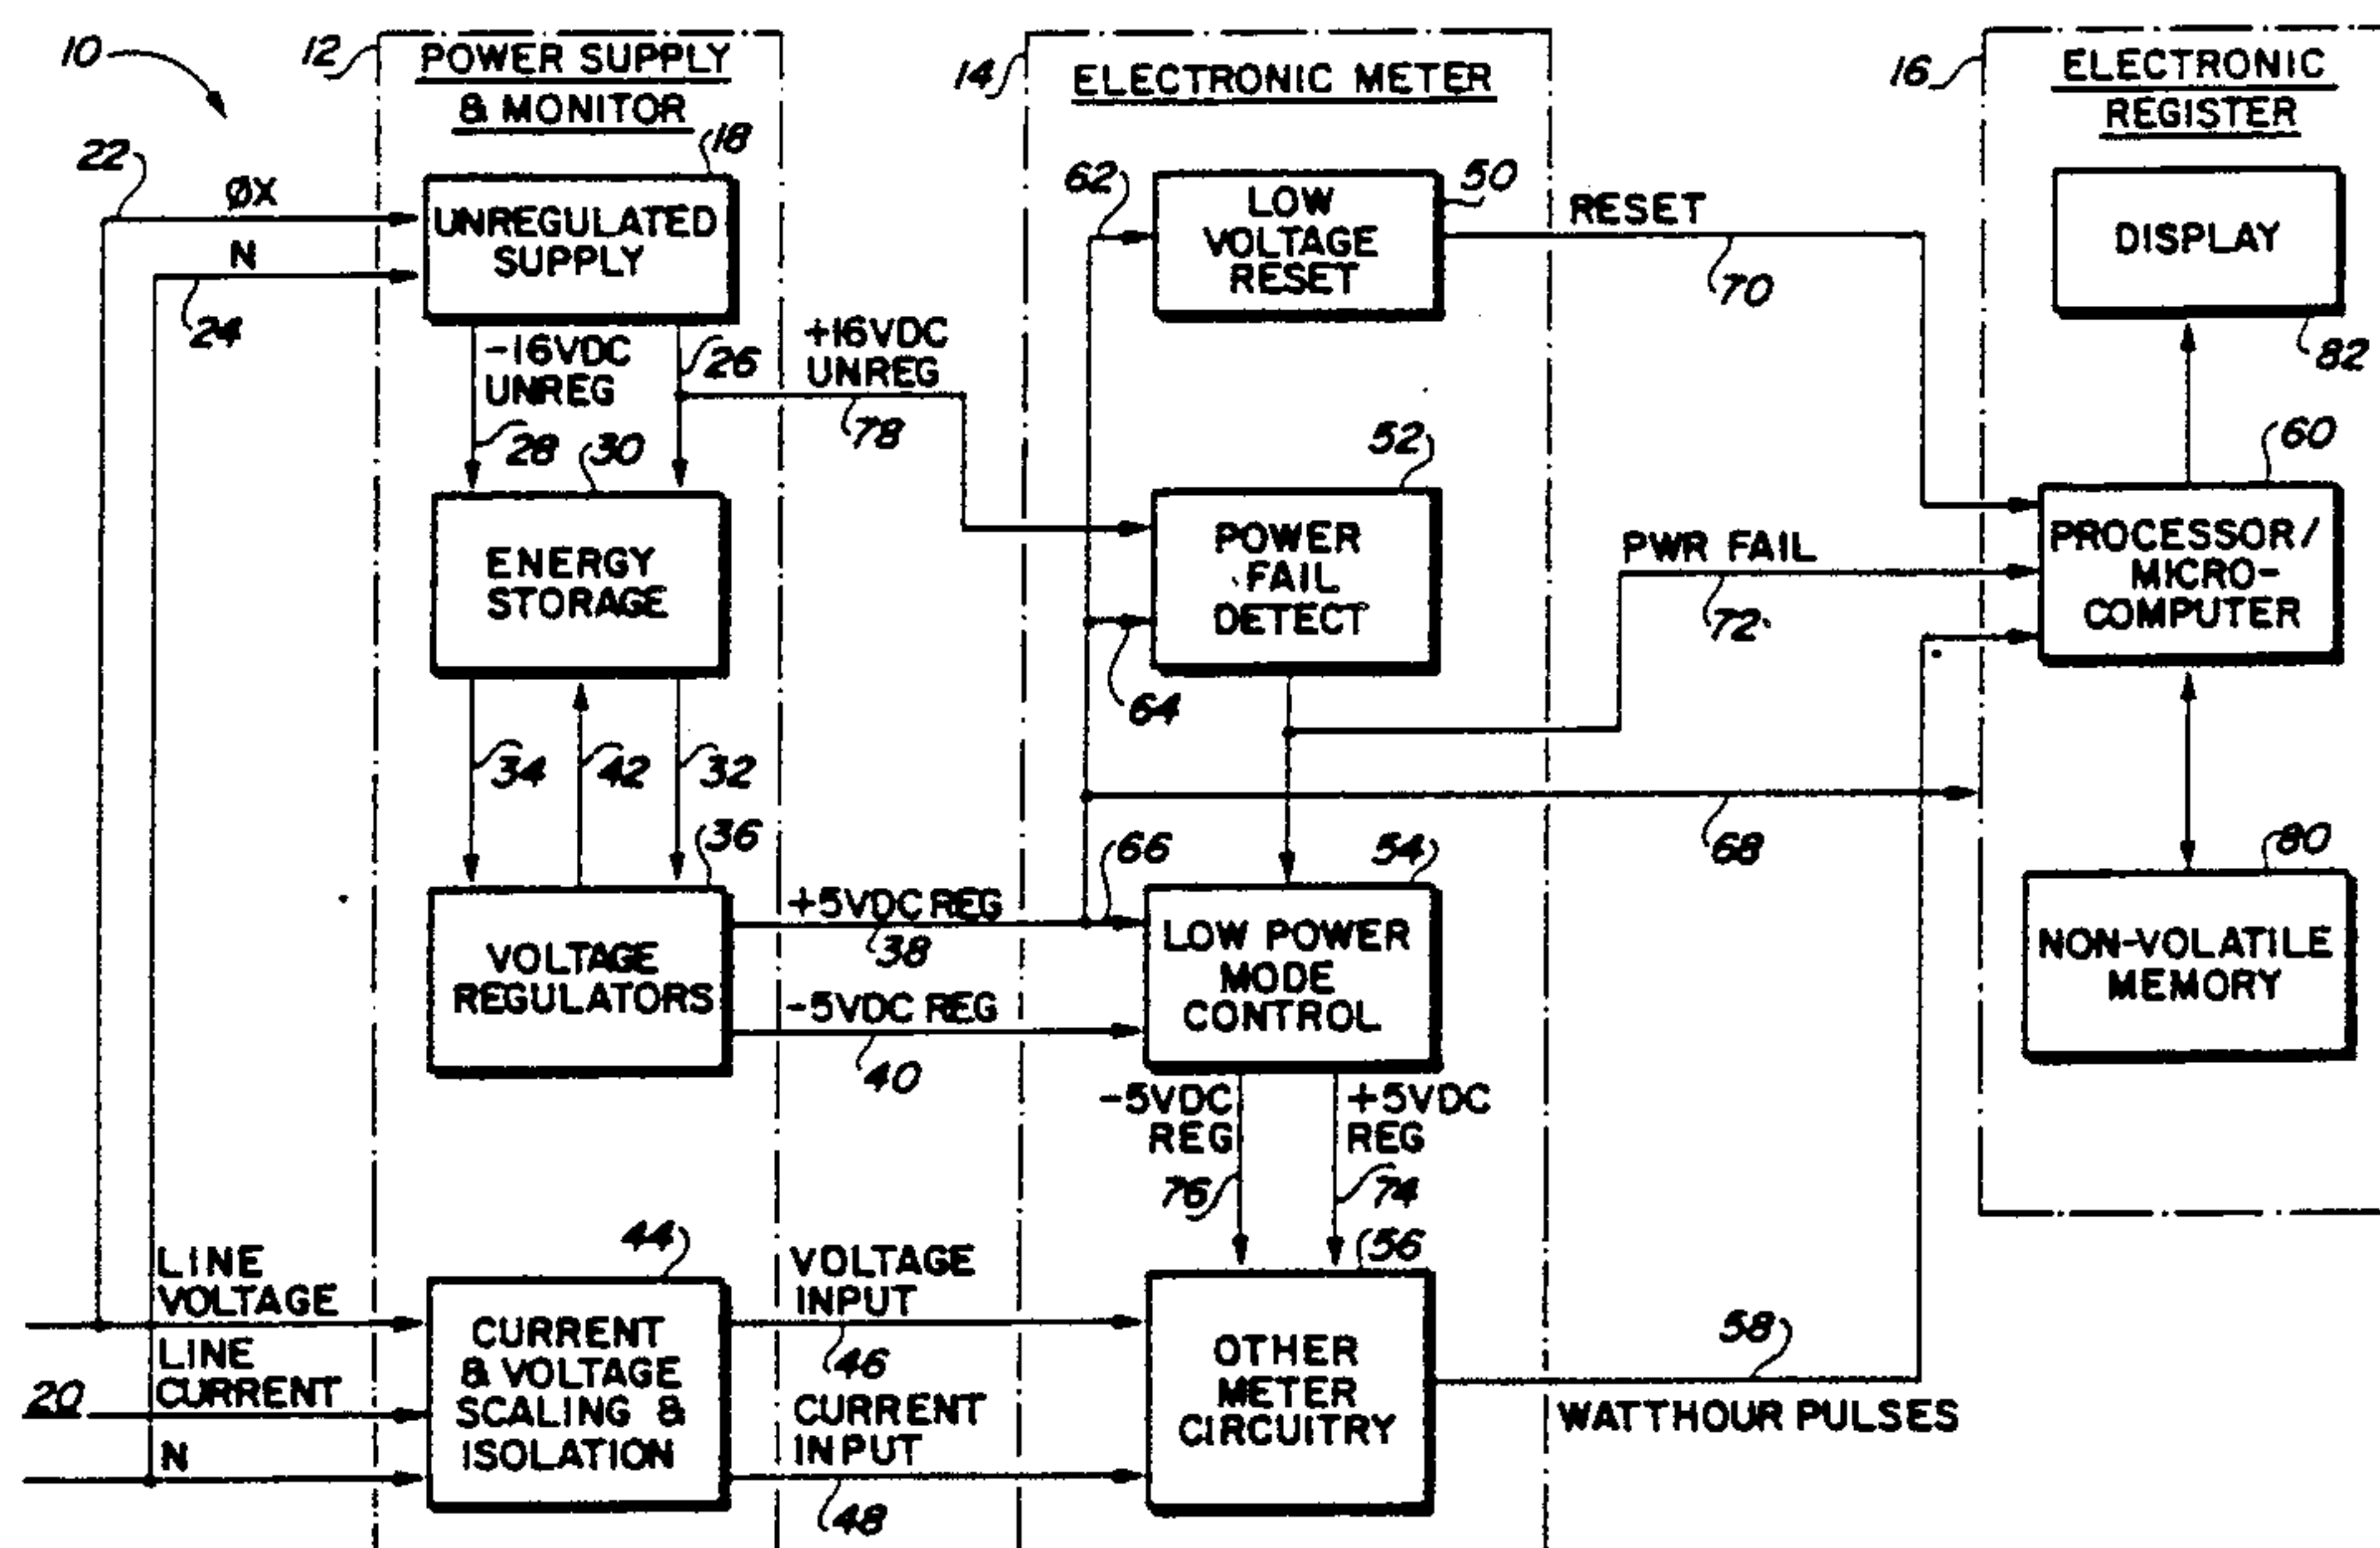 10
12
POWER SUPPLY
& MONITOR
18
22
ØX
N
24
UNREGULATED
SUPPLY
-16VDC
UNREG
26
28
+16VDC
UNREG
78
30
ENERGY
STORAGE
34
42
32
36
VOLTAGE
REGULATORS
+5VDC REG
38
-5VDC REG
40
LINE
VOLTAGE
LINE
CURRENT
20
N
44
CURRENT
& VOLTAGE
SCALING &
ISOLATION
VOLTAGE
INPUT
46
CURRENT
INPUT
48
14
ELECTRONIC METER
62
50
LOW
VOLTAGE
RESET
RESET
70
52
POWER
FAIL
DETECT
64
PWR FAIL
72
68
66
54
LOW POWER
MODE
CONTROL
-5VDC
REG
76
+5VDC
REG
74
56
OTHER
METER
CIRCUITRY
58
WATTHOUR PULSES
16
ELECTRONIC
REGISTER
DISPLAY
82
60
PROCESSOR/
MICRO-
COMPUTER
80
NON-VOLATILE
MEMORY